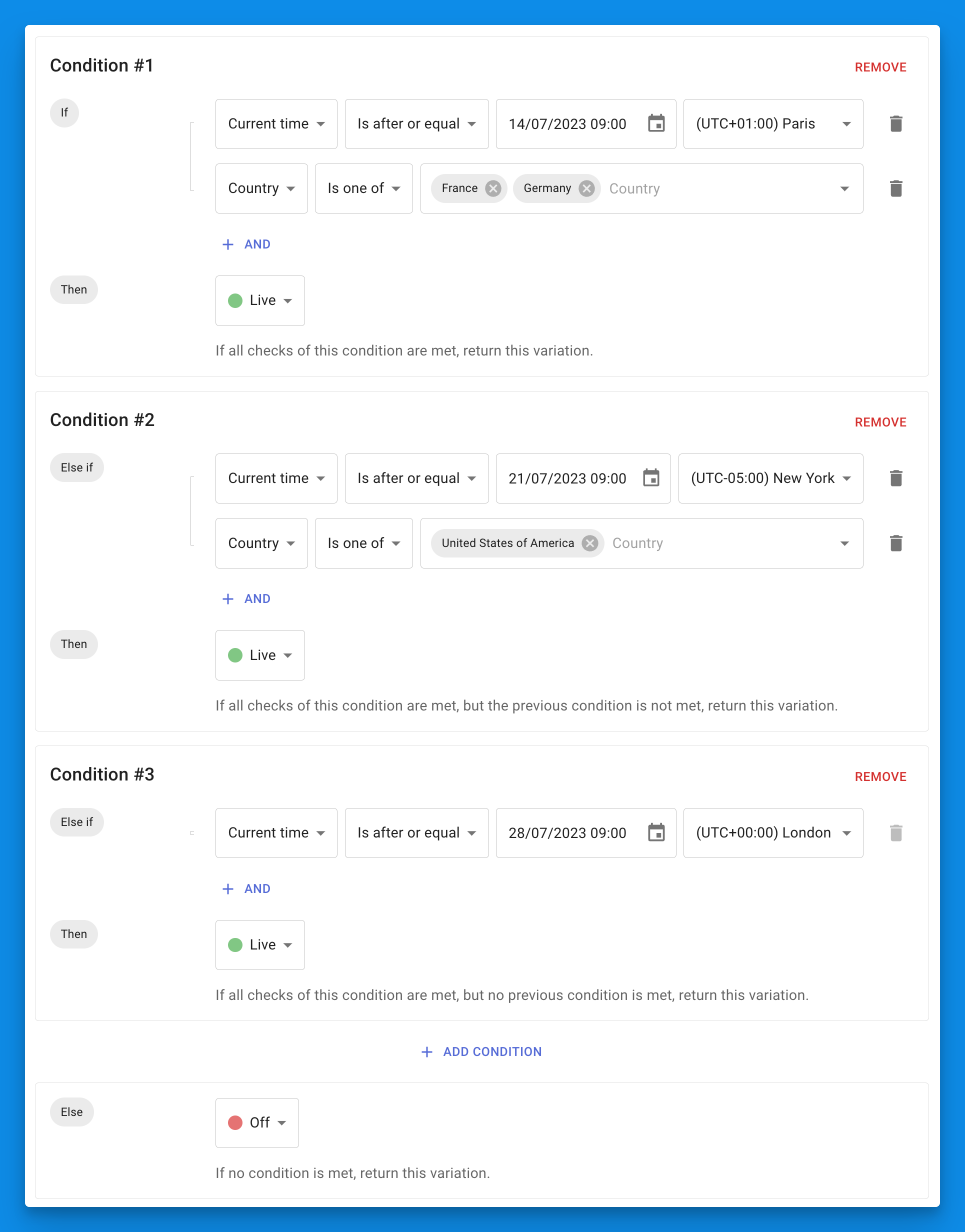 Condition #1
REMOVE
If
Current time Is after or equal 14/07/2023 09:00 (UTC+01:00) Paris
Country Is one of France Germany Country
+ AND
Then
Live
If all checks of this condition are met, return this variation.
Condition #2
REMOVE
Else if
Current time Is after or equal 21/07/2023 09:00 (UTC-05:00) New York
Country Is one of United States of America Country
+ AND
Then
Live
If all checks of this condition are met, but the previous condition is not met, return this variation.
Condition #3
REMOVE
Else if
Current time Is after or equal 28/07/2023 09:00 (UTC+00:00) London
+ AND
Then
Live
If all checks of this condition are met, but no previous condition is met, return this variation.
+ ADD CONDITION
Else
Off
If no condition is met, return this variation.